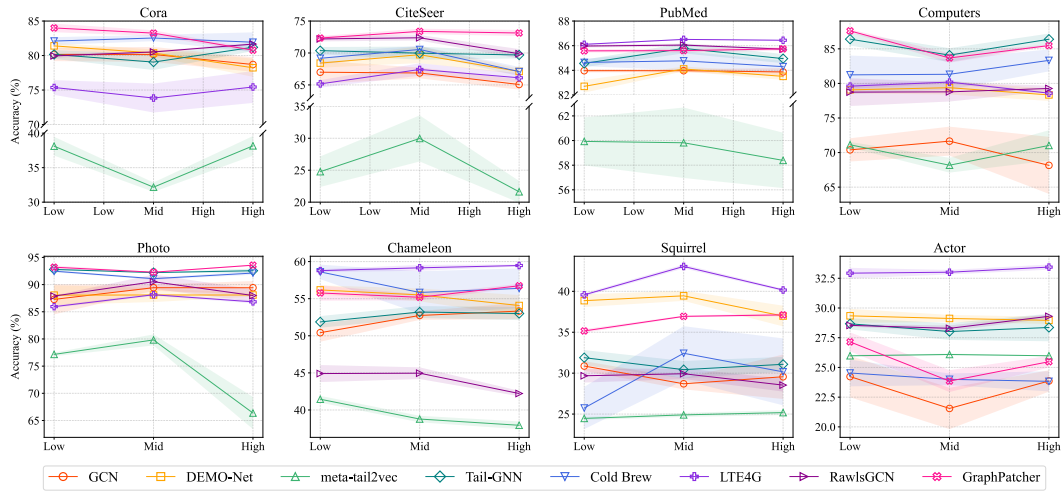 Cora CiteSeer PubMed Computers
Accuracy (%)
85 80 75 70 40 35 30
Low Low Mid High High
75 70 65 35 30 25 20
Low Low Mid High High
88 86 84 82 62 60 58 56 54
Low Low Mid High High
85 80 75 70 65
Low Mid High
Photo Chameleon Squirrel Actor
Accuracy (%)
95 90 85 80 75 70 65
Low Mid High
60 55 50 45 40
Low Mid High
40 35 30 25
Low Mid High
32.5 30.0 27.5 25.0 22.5 20.0
Low Mid High
GCN DEMO-Net meta-tail2vec Tail-GNN Cold Brew LTE4G RawlsGCN GraphPatcher